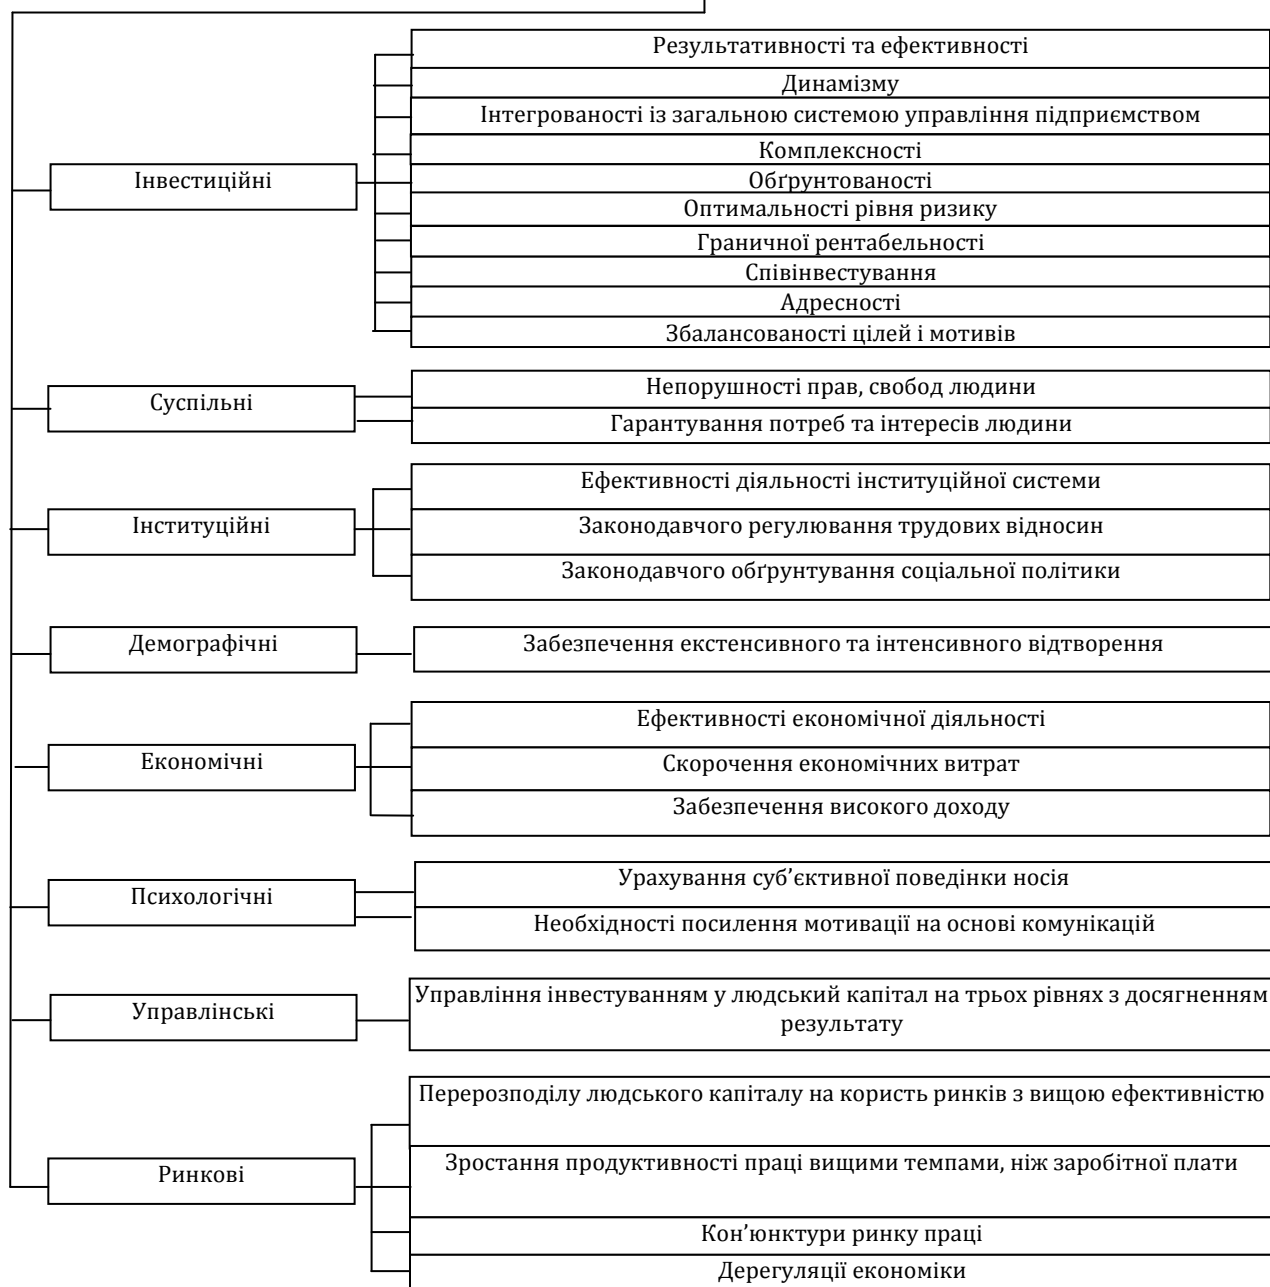 Інвестиційні
Результативності та ефективності
Динамізму
Інтегрованості із загальною системою управління підприємством
Комплексності
Обґрунтованості
Оптимальності рівня ризику
Граничної рентабельності
Співінвестування
Адресності
Збалансованості цілей і мотивів
Суспільні
Непорушності прав, свобод людини
Гарантування потреб та інтересів людини
Інституційні
Ефективності діяльності інституційної системи
Законодавчого регулювання трудових відносин
Законодавчого обґрунтування соціальної політики
Демографічні
Забезпечення екстенсивного та інтенсивного відтворення
Економічні
Ефективності економічної діяльності
Скорочення економічних витрат
Забезпечення високого доходу
Психологічні
Урахування суб’єктивної поведінки носія
Необхідності посилення мотивації на основі комунікацій
Управлінські
Управління інвестуванням у людський капітал на трьох рівнях з досягненням
результату
Ринкові
Перерозподілу людського капіталу на користь ринків з вищою ефективністю
Зростання продуктивності праці вищими темпами, ніж заробітної плати
Кон’юнктури ринку праці
Дерегуляції економіки